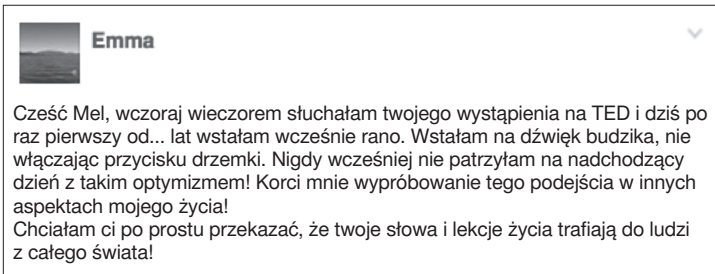 Emma
Cześć Mel, wczoraj wieczorem słuchałam twojego wystąpienia na TED i dziś po
raz pierwszy od... lat wstałam wcześnie rano. Wstałam na dźwięk budzika, nie
włączając przycisku drzemki. Nigdy wcześniej nie patrzyłam na nadchodzący
dzień z takim optymizmem! Korci mnie wypróbowanie tego podejścia w innych
aspektach mojego życia!
Chciałam ci po prostu przekazać, że twoje słowa i lekcje życia trafiają do ludzi
z całego świata!